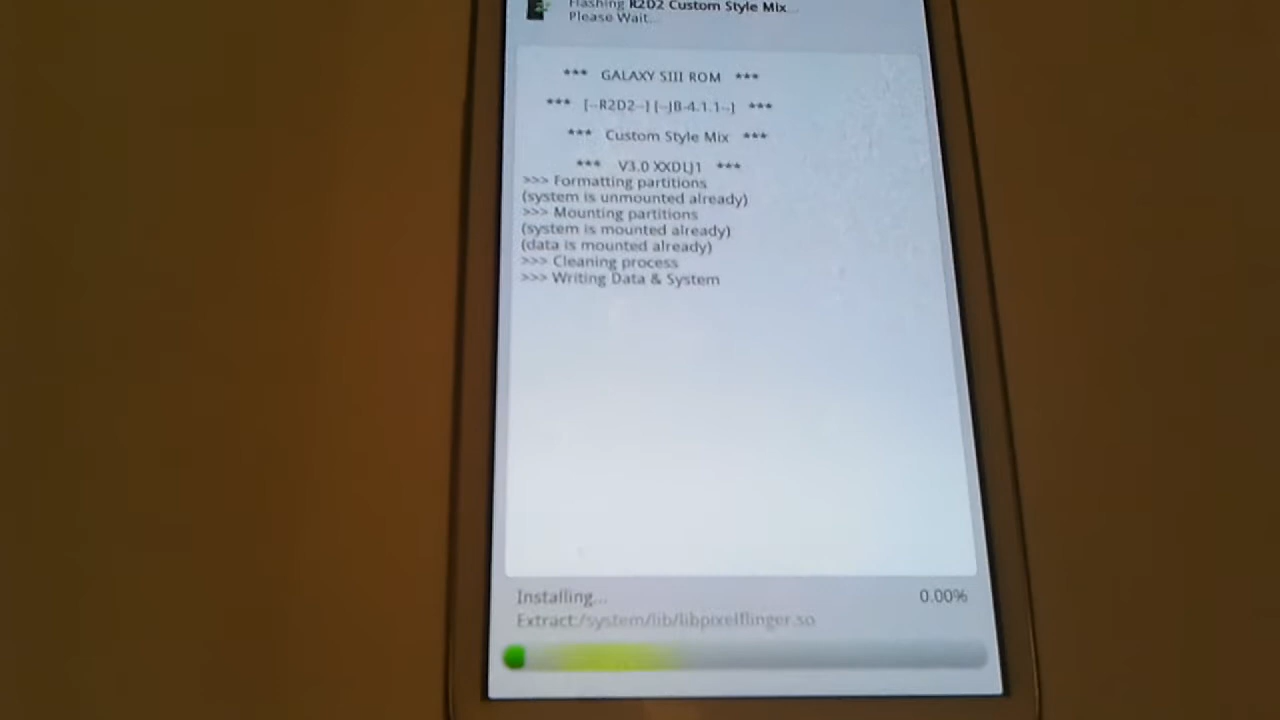 Flashing R2D2 Custom Style Mix...
Please Wait...
*** GALAXY SIII ROM ***
*** [--R2D2--] [--JB-4.1.1--] ***
*** Custom Style Mix ***
*** V3.0 XXDLJ1 ***
>>> Formatting partitions
(system is unmounted already)
>>> Mounting partitions
(system is mounted already)
(data is mounted already)
>>> Cleaning process
>>> Writing Data & System
Installing... 0.00%
Extract:/system/lib/libpixelflinger.so